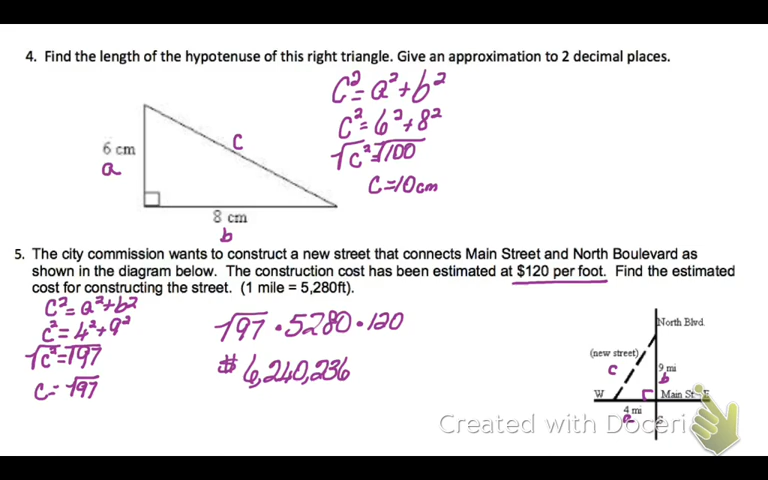 4. Find the length of the hypotenuse of this right triangle. Give an approximation to 2 decimal places.
c²=a²+b²
c²=6²+8²
√c²=√100
c=10cm
6 cm
a
c
8 cm
b
5. The city commission wants to construct a new street that connects Main Street and North Boulevard as
shown in the diagram below. The construction cost has been estimated at $120 per foot. Find the estimated
cost for constructing the street. (1 mile = 5,280ft).
c²=a²+b²
c²=4²+9²
√c²=√97
c=√97
√97 · 5280 · 120
$ 6,240,236
North Blvd.
(new street)
c
9 mi
b
W
Main St.
E
4 mi
a
Created with Doceri